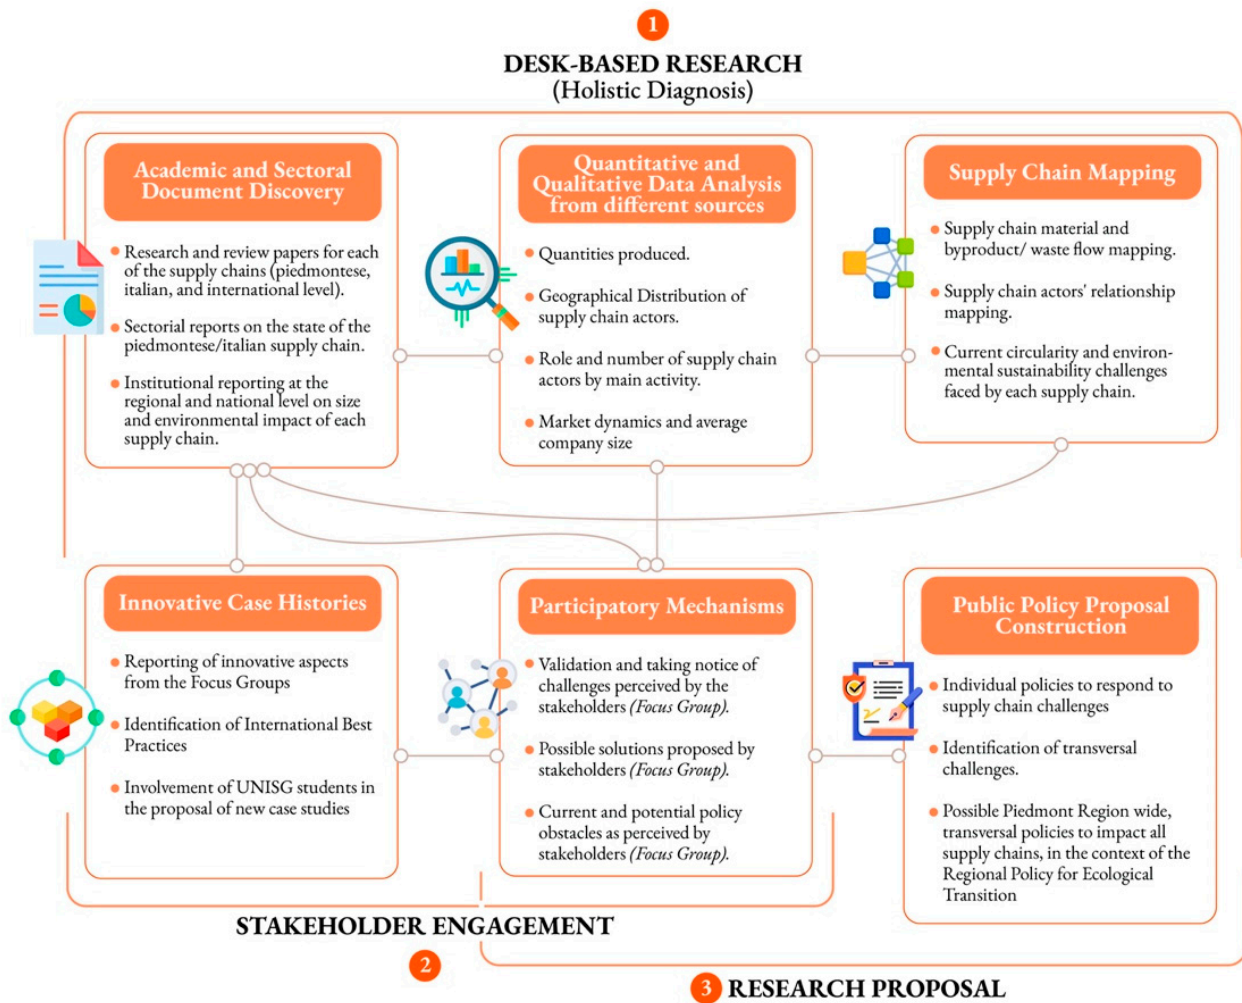 1
DESK-BASED RESEARCH
(Holistic Diagnosis)
Academic and Sectoral
Document Discovery
Research and review papers for each
of the supply chains (piedmontese,
italian, and international level).
Sectorial reports on the state of the
piedmontese/italian supply chain.
Institutional reporting at the
regional and national level on size
and environmental impact of each
supply chain.
Quantitative and
Qualitative Data Analysis
from different sources
Quantities produced.
Geographical Distribution of
supply chain actors.
Role and number of supply chain
actors by main activity.
Market dynamics and average
company size
Supply Chain Mapping
Supply chain material and
byproduct/ waste flow mapping.
Supply chain actors' relationship
mapping.
Current circularity and environ-
mental sustainability challenges
faced by each supply chain.
Innovative Case Histories
Reporting of innovative aspects
from the Focus Groups
Identification of International Best
Practices
Involvement of UNISG students in
the proposal of new case studies
Participatory Mechanisms
Validation and taking notice of
challenges perceived by the
stakeholders (Focus Group).
Possible solutions proposed by
stakeholders (Focus Group).
Current and potential policy
obstacles as perceived by
stakeholders (Focus Group).
Public Policy Proposal
Construction
Individual policies to respond to
supply chain challenges
Identification of transversal
challenges.
Possible Piedmont Region wide,
transversal policies to impact all
supply chains, in the context of the
Regional Policy for Ecological
Transition
STAKEHOLDER ENGAGEMENT
2
3 RESEARCH PROPOSAL